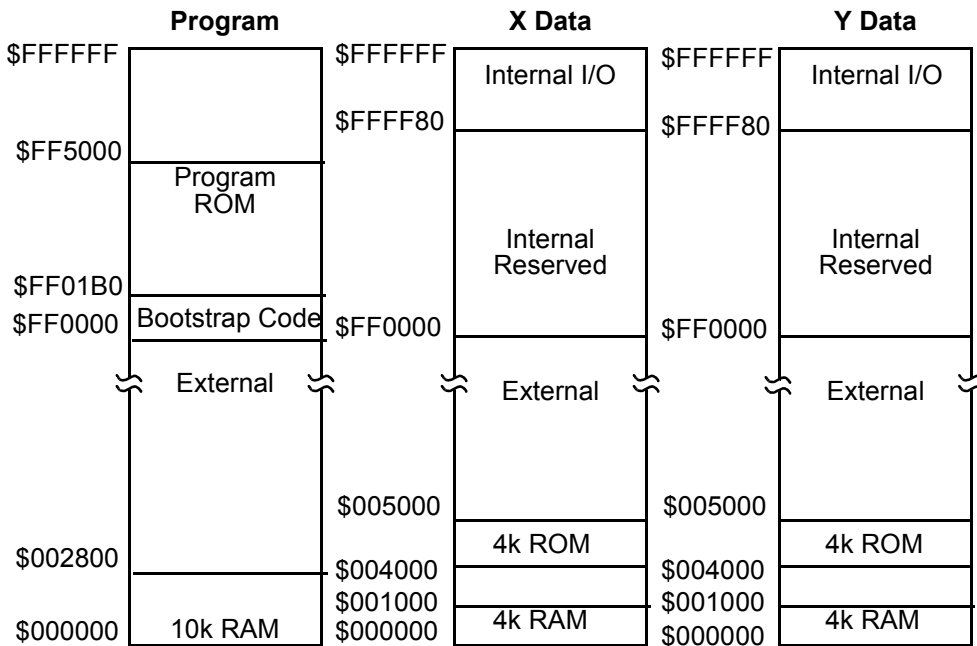 Program
X Data
Y Data
$FFFFFF
$FF5000
Program
ROM
$FF01B0
$FF0000
Bootstrap Code
External
$002800
$000000
10k RAM
$FFFFFF
Internal I/O
$FFFF80
Internal
Reserved
$FF0000
External
$005000
4k ROM
$004000
$001000
4k RAM
$000000
$FFFFFF
Internal I/O
$FFFF80
Internal
Reserved
$FF0000
External
$005000
4k ROM
$004000
$001000
4k RAM
$000000